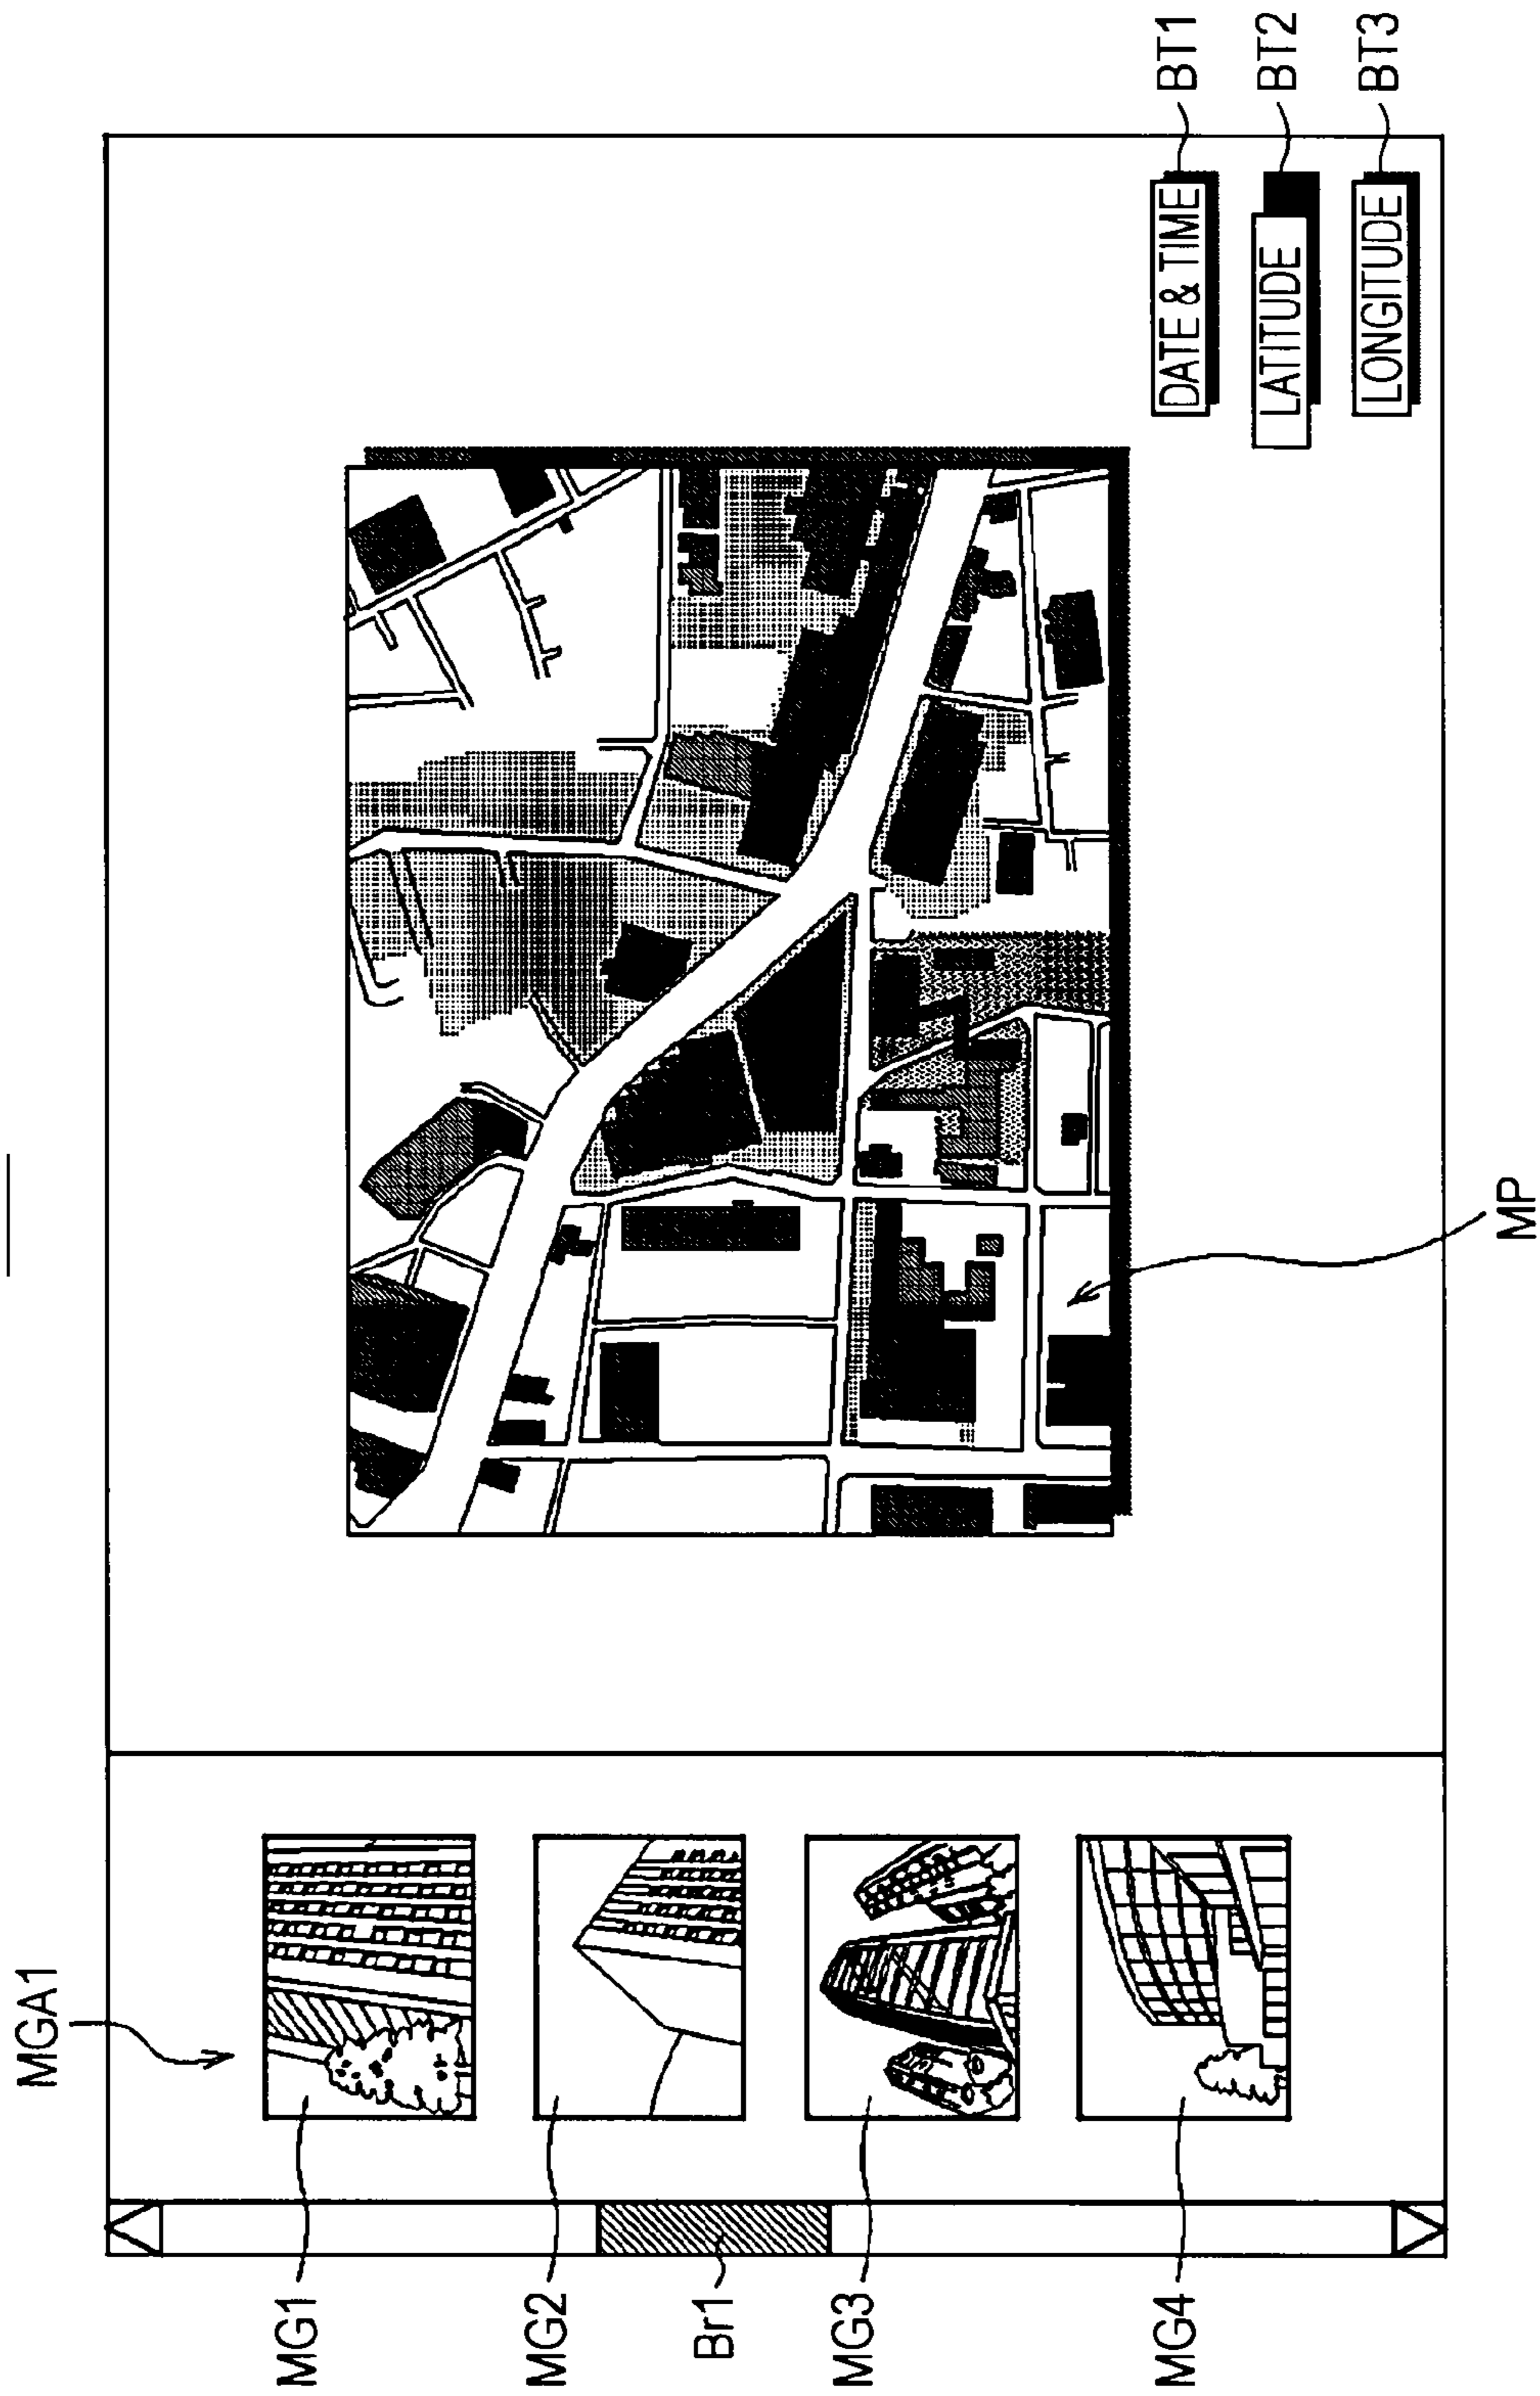 MGA1
MG1
MG2
Br1
MG3
MG4
MP
DATE & TIME
BT1
LATITUDE
BT2
LONGITUDE
BT3